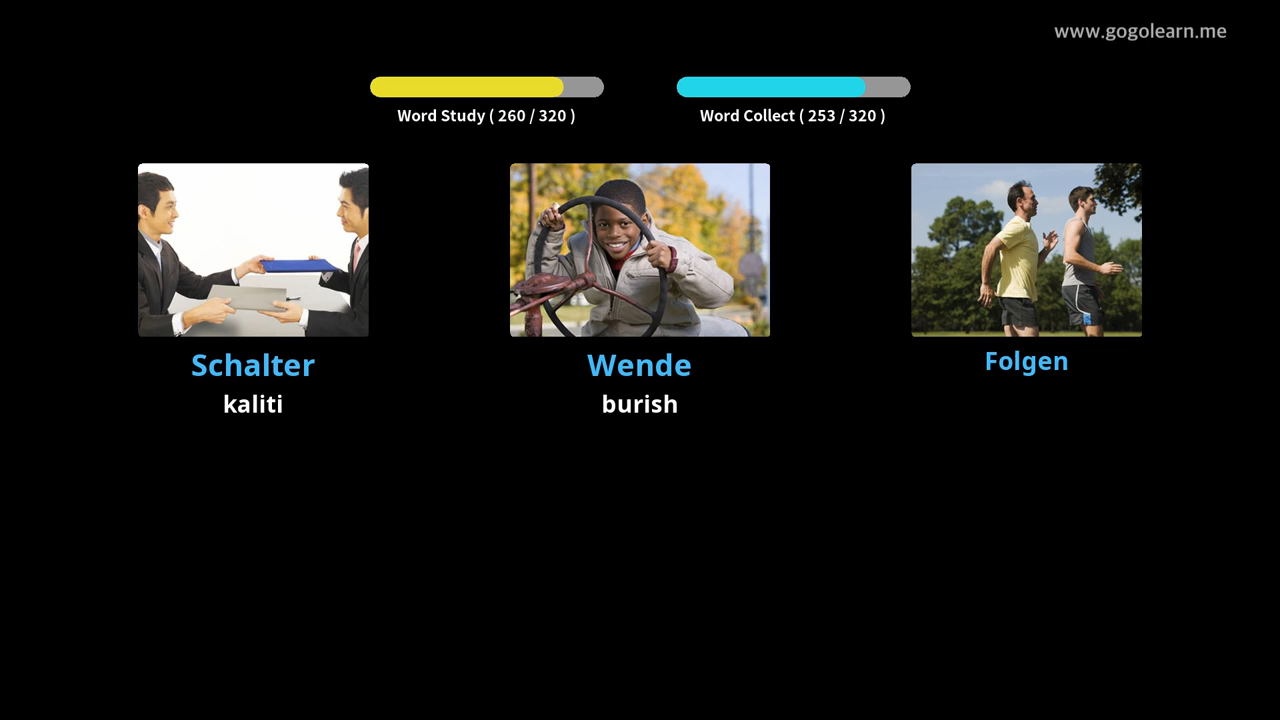 www.gogolearn.me
Word Study ( 260 / 320 )
Word Collect ( 253 / 320 )
Schalter
kaliti
Wende
burish
Folgen